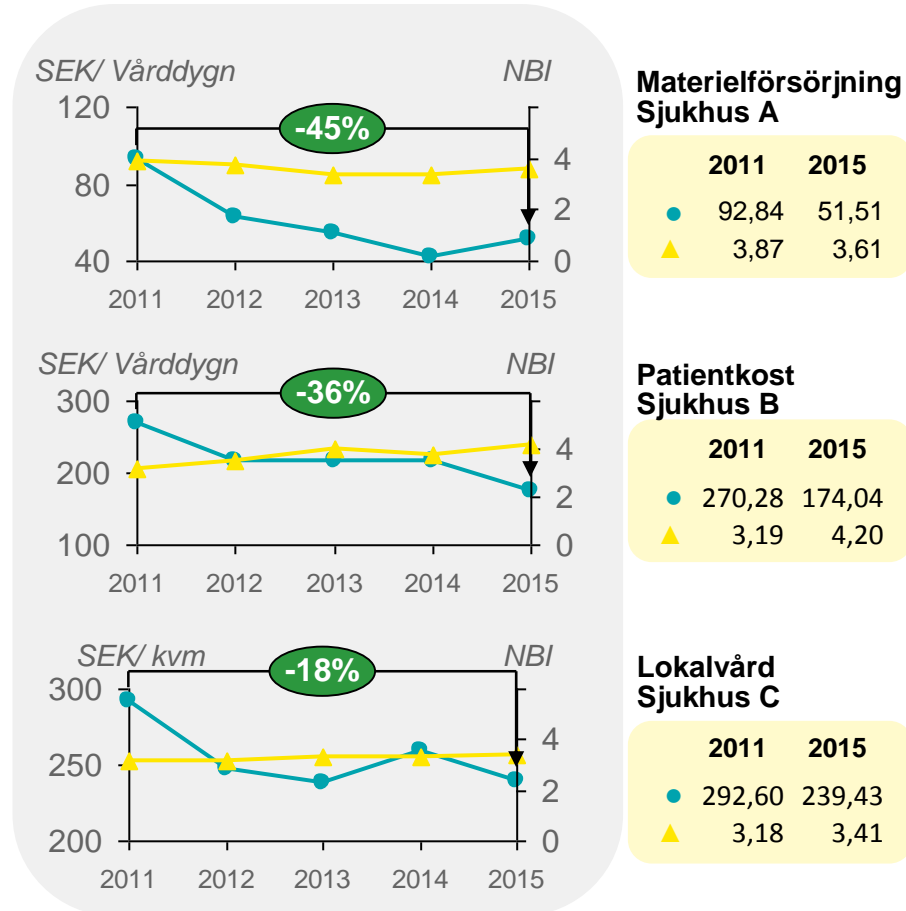 SEK/ Vårddygn NBI
120
-45%
80
40
4
2
0
2011 2012 2013 2014 2015
Materielförsörjning
Sjukhus A
2011 2015
92,84 51,51
3,87 3,61
SEK/ Vårddygn NBI
300
-36%
200
100
4
2
0
2011 2012 2013 2014 2015
Patientkost
Sjukhus B
2011 2015
270,28 174,04
3,19 4,20
SEK/ kvm NBI
300
-18%
250
200
4
2
0
2011 2012 2013 2014 2015
Lokalvård
Sjukhus C
2011 2015
292,60 239,43
3,18 3,41